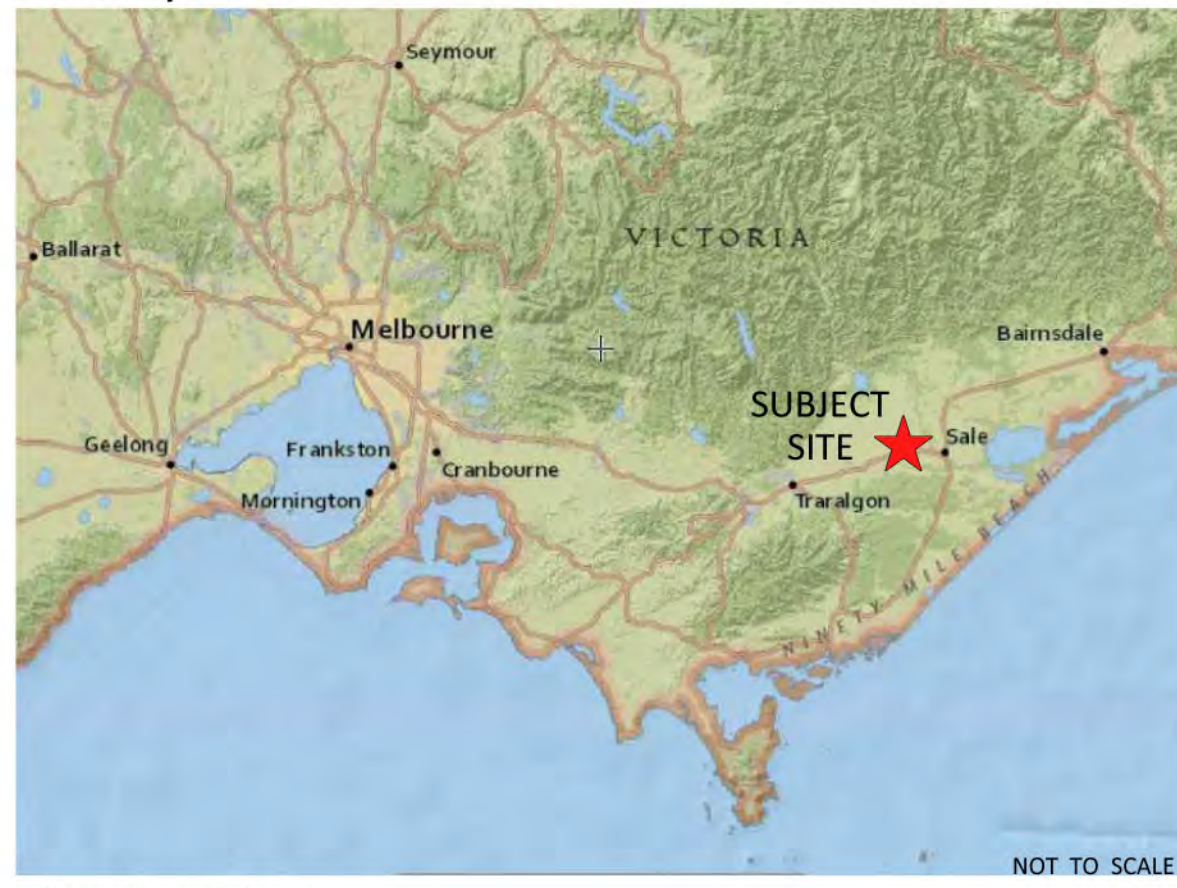 Seymour
Ballarat
VICTORIA
Melbourne
Bairnsdale
SUBJECT
SITE
Sale
Geelong
Frankston
Cranbourne
Mornington
Traralgon
NINETY MILE BEACH
NOT TO SCALE